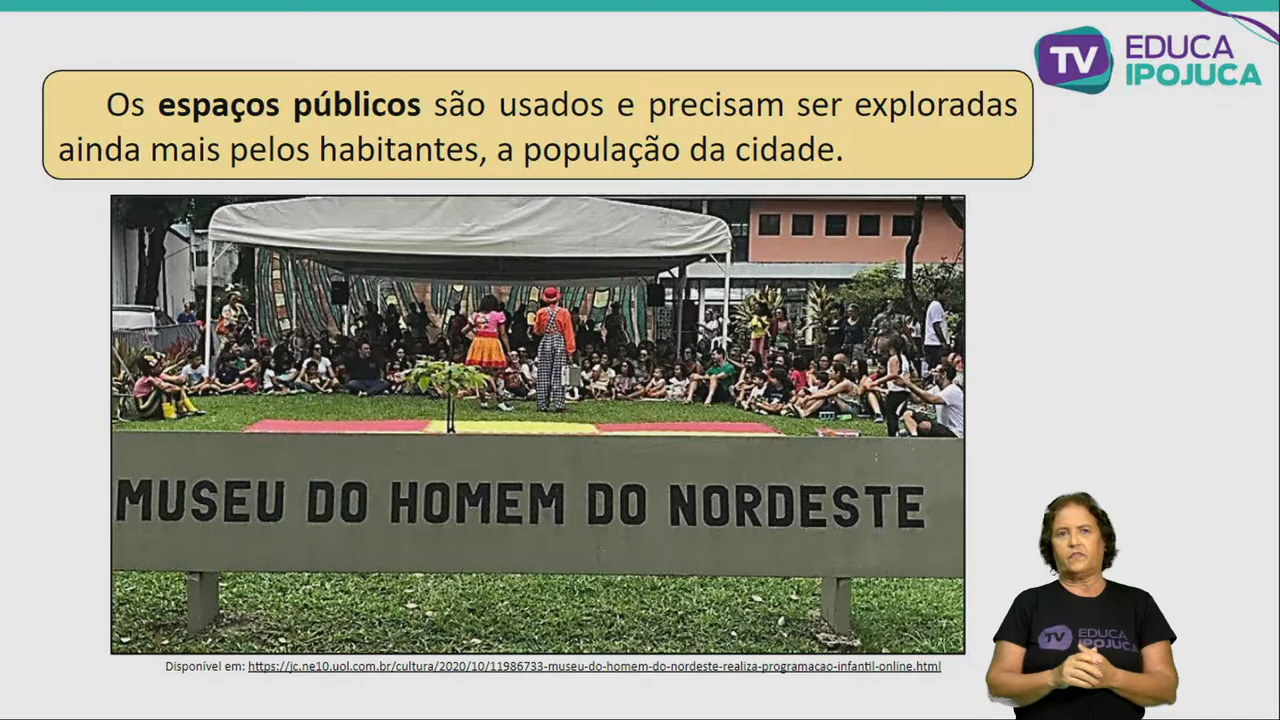 TV EDUCA
IPOJUCA
Os espaços públicos são usados e precisam ser exploradas
ainda mais pelos habitantes, a população da cidade.
MUSEU DO HOMEM DO NORDESTE
Disponível em: https://jc.ne10.uol.com.br/cultura/2020/10/11986733-museu-do-homem-do-nordeste-realiza-programacao-infantil-online.html
TV EDUCA
IPOJUCA